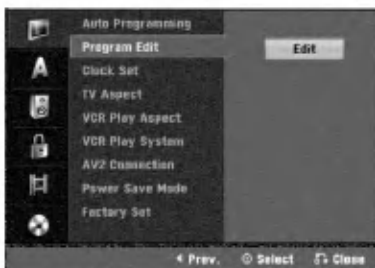 Auto Programming
Program Edit
Edit
Clock Set
TV Aspect
VCR Play Aspect
VCR Play System
AV2 Connection
Power Save Mode
Factory Set
Prev.
Select
Close